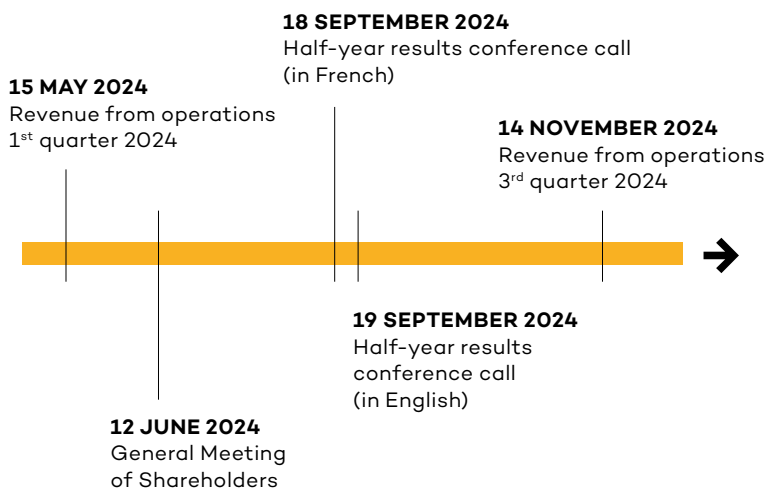 18 SEPTEMBER 2024
Half-year results conference call
(in French)
15 MAY 2024
Revenue from operations
1st quarter 2024
14 NOVEMBER 2024
Revenue from operations
3rd quarter 2024
19 SEPTEMBER 2024
Half-year results
conference call
(in English)
12 JUNE 2024
General Meeting
of Shareholders